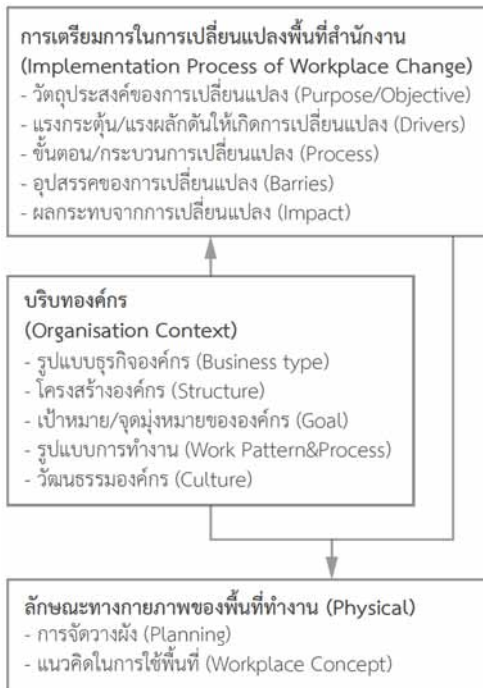 การเตรียมการในการเปลี่ยนแปลงพื้นที่สำนักงาน
(Implementation Process of Workplace Change)
- วัตถุประสงค์ของการเปลี่ยนแปลง (Purpose/Objective)
- แรงกระตุ้น/แรงผลักดันให้เกิดการเปลี่ยนแปลง (Drivers)
- ขั้นตอน/กระบวนการเปลี่ยนแปลง (Process)
- อุปสรรคของการเปลี่ยนแปลง (Barries)
- ผลกระทบจากการเปลี่ยนแปลง (Impact)
บริบทองค์กร
(Organisation Context)
- รูปแบบธุรกิจองค์กร (Business type)
- โครงสร้างองค์กร (Structure)
- เป้าหมาย/จุดมุ่งหมายขององค์กร (Goal)
- รูปแบบการทำงาน (Work Pattern&Process)
- วัฒนธรรมองค์กร (Culture)
ลักษณะทางกายภาพของพื้นที่ทำงาน (Physical)
- การจัดวางผัง (Planning)
- แนวคิดในการใช้พื้นที่ (Workplace Concept)